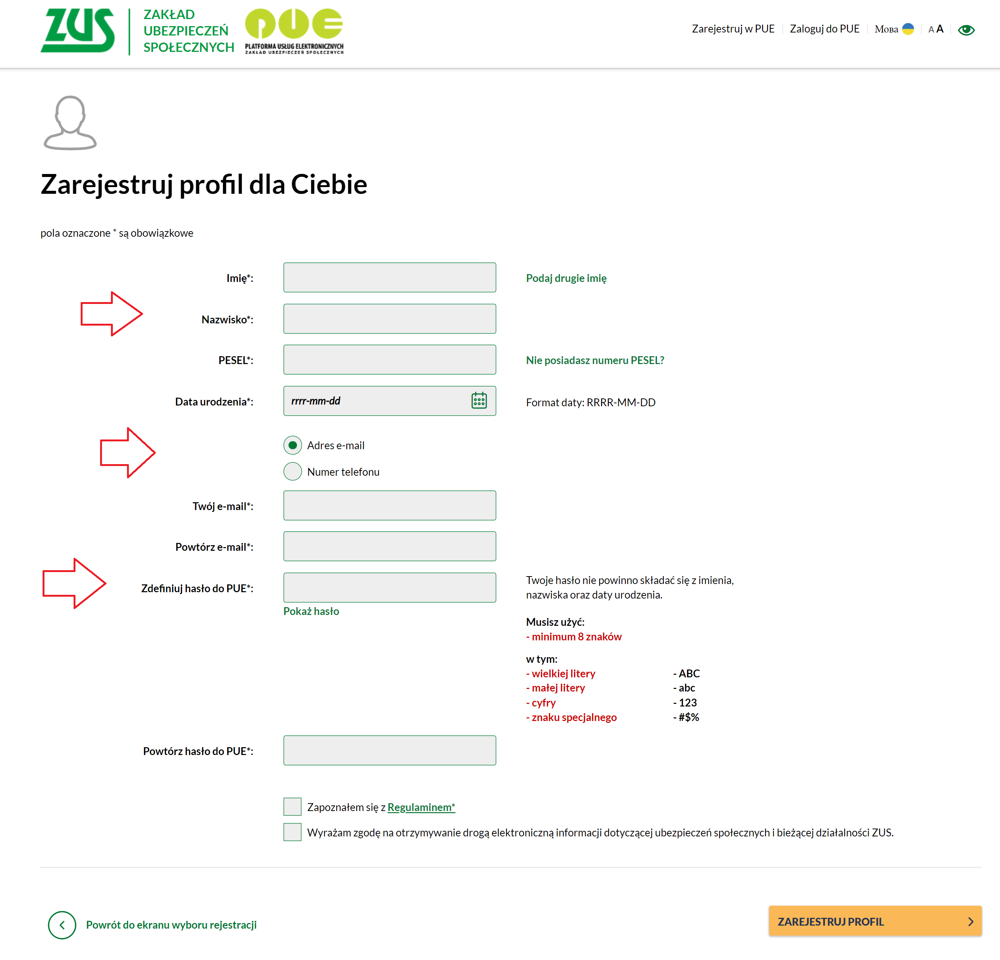 ZUS
ZAKŁAD
UBEZPIECZEŃ
SPOŁECZNYCH
PUE
PLATFORMA USŁUG ELEKTRONICZNYCH
ZAKŁAD UBEZPIECZEŃ SPOŁECZNYCH
Zarejestruj w PUE
Zaloguj do PUE
Мова
A A
Zarejestruj profil dla Ciebie
pola oznaczone * są obowiązkowe
Imię*:
Podaj drugie imię
Nazwisko*:
PESEL*:
Nie posiadasz numeru PESEL?
Data urodzenia*:
rrrr-mm-dd
Format daty: RRRR-MM-DD
Adres e-mail
Numer telefonu
Twój e-mail*:
Powtórz e-mail*:
Zdefiniuj hasło do PUE*:
Pokaż hasło
Twoje hasło nie powinno składać się z imienia,
nazwiska oraz daty urodzenia.
Musisz użyć:
- minimum 8 znaków
w tym:
- wielkiej litery - ABC
- małej litery - abc
- cyfry - 123
- znaku specjalnego - #$%
Powtórz hasło do PUE*:
Zapoznałem się z Regulaminem*
Wyrażam zgodę na otrzymywanie drogą elektroniczną informacji dotyczącej ubezpieczeń społecznych i bieżącej działalności ZUS.
Powrót do ekranu wyboru rejestracji
ZAREJESTRUJ PROFIL